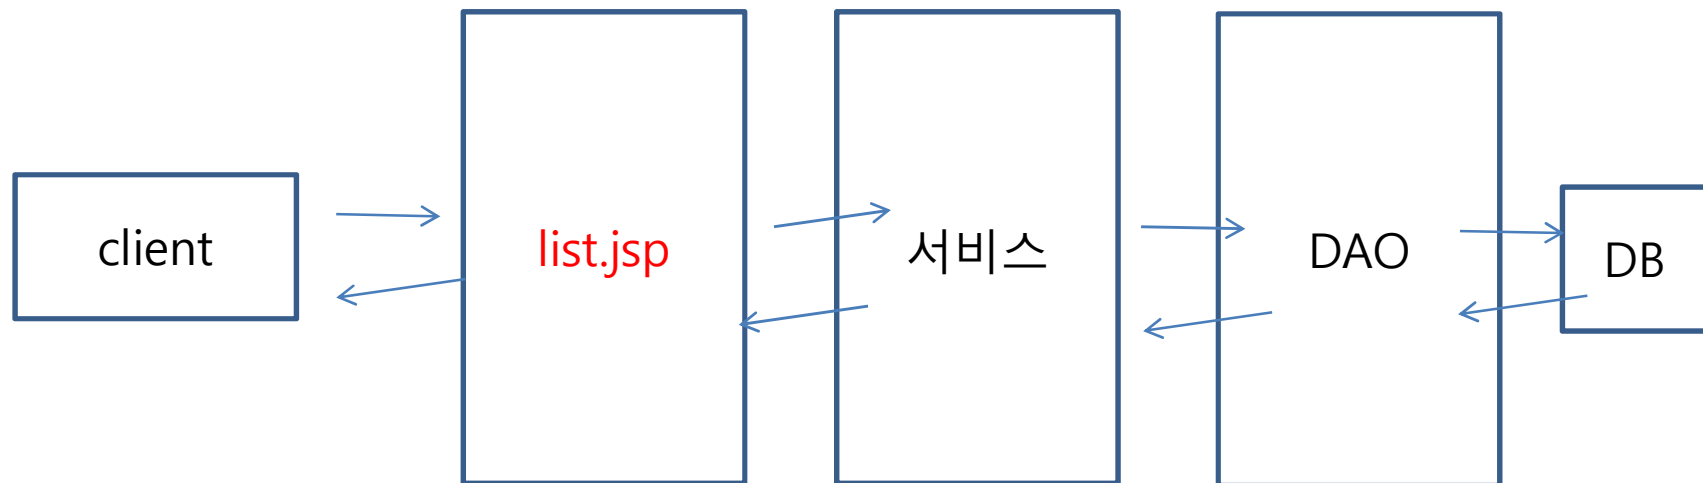 client
list.jsp
서비스
DAO
DB